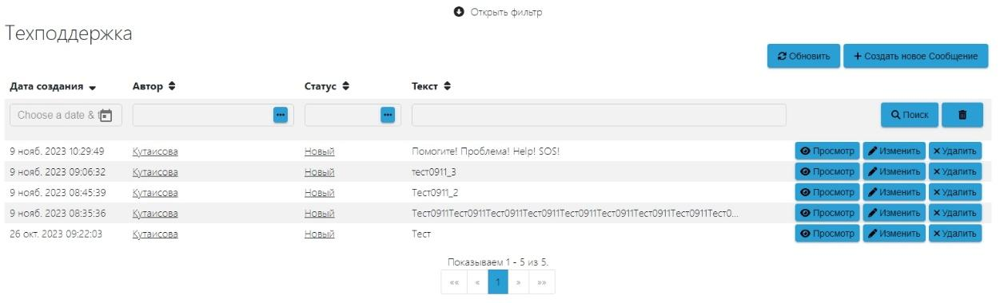 Открыть фильтр
Техподдержка
Обновить + Создать новое Сообщение
Дата создания Автор Статус Текст
Choose a date & t ... ... Поиск
9 нояб. 2023 10:29:49 Кутаисова Новый Помогите! Проблема! Help! SOS! Просмотр Изменить × Удалить
9 нояб. 2023 09:06:32 Кутаисова Новый тест0911_3 Просмотр Изменить × Удалить
9 нояб. 2023 08:45:39 Кутаисова Новый Тест0911_2 Просмотр Изменить × Удалить
9 нояб. 2023 08:35:36 Кутаисова Новый Тест0911Тест0911Тест0911Тест0911Тест0911Тест0911Тест0911Тест0911Тест0... Просмотр Изменить × Удалить
26 окт. 2023 09:22:03 Кутаисова Новый Тест Просмотр Изменить × Удалить
Показываем 1 - 5 из 5.
«« « 1 » »»